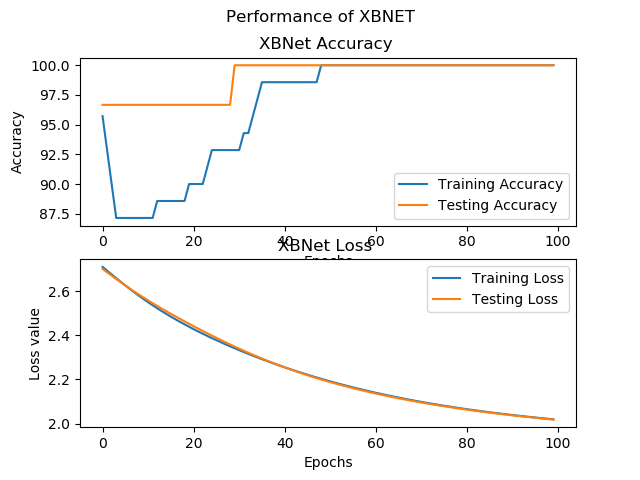 Performance of XBNET
XBNet Accuracy
100.0
97.5
95.0
92.5
90.0
87.5
Accuracy
Training Accuracy
Testing Accuracy
0 20 40 60 80 100
Epochs
XBNet Loss
2.6
2.4
2.2
2.0
Loss value
Training Loss
Testing Loss
0 20 40 60 80 100
Epochs